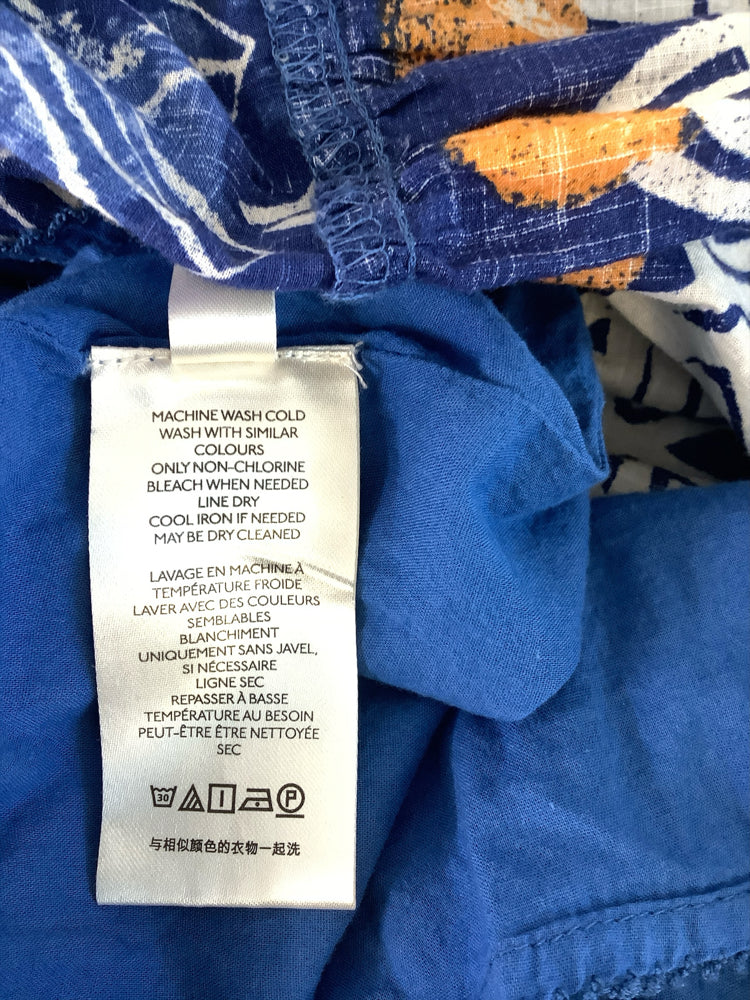 MACHINE WASH COLD
WASH WITH SIMILAR
COLOURS
ONLY NON-CHLORINE
BLEACH WHEN NEEDED
LINE DRY
COOL IRON IF NEEDED
MAY BE DRY CLEANED
LAVAGE EN MACHINE À
TEMPÉRATURE FROIDE
LAVER AVEC DES COULEURS
SEMBLABLES
BLANCHIMENT
UNIQUEMENT SANS JAVEL,
SI NÉCESSAIRE
LIGNE SEC
REPASSER À BASSE
TEMPÉRATURE AU BESOIN
PEUT-ÊTRE ÊTRE NETTOYÉE
SEC
30 P
与相似颜色的衣物一起洗